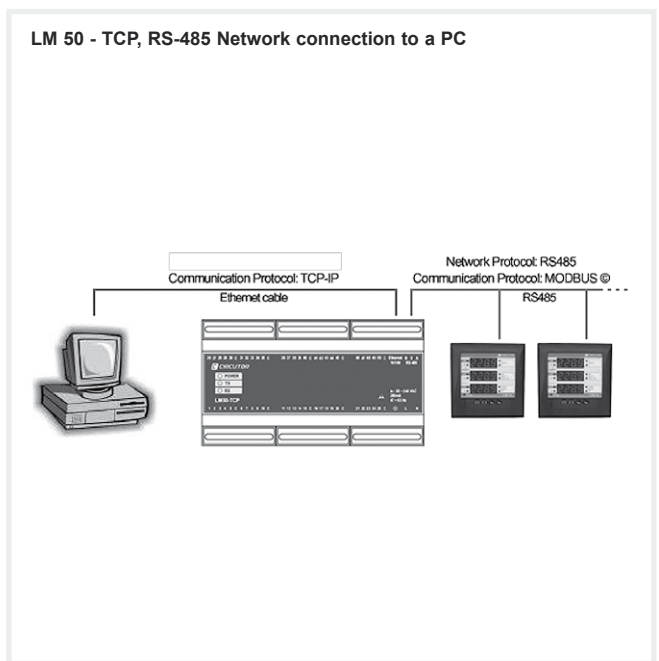 LM 50 - TCP, RS-485 Network connection to a PC
Network Protocol: RS485
Communication Protocol: TCP-IP
Communication Protocol: MODBUS ©
Ethernet cable
RS485
CIRCUTOR
POWER
TX
RX
LM50-TCP